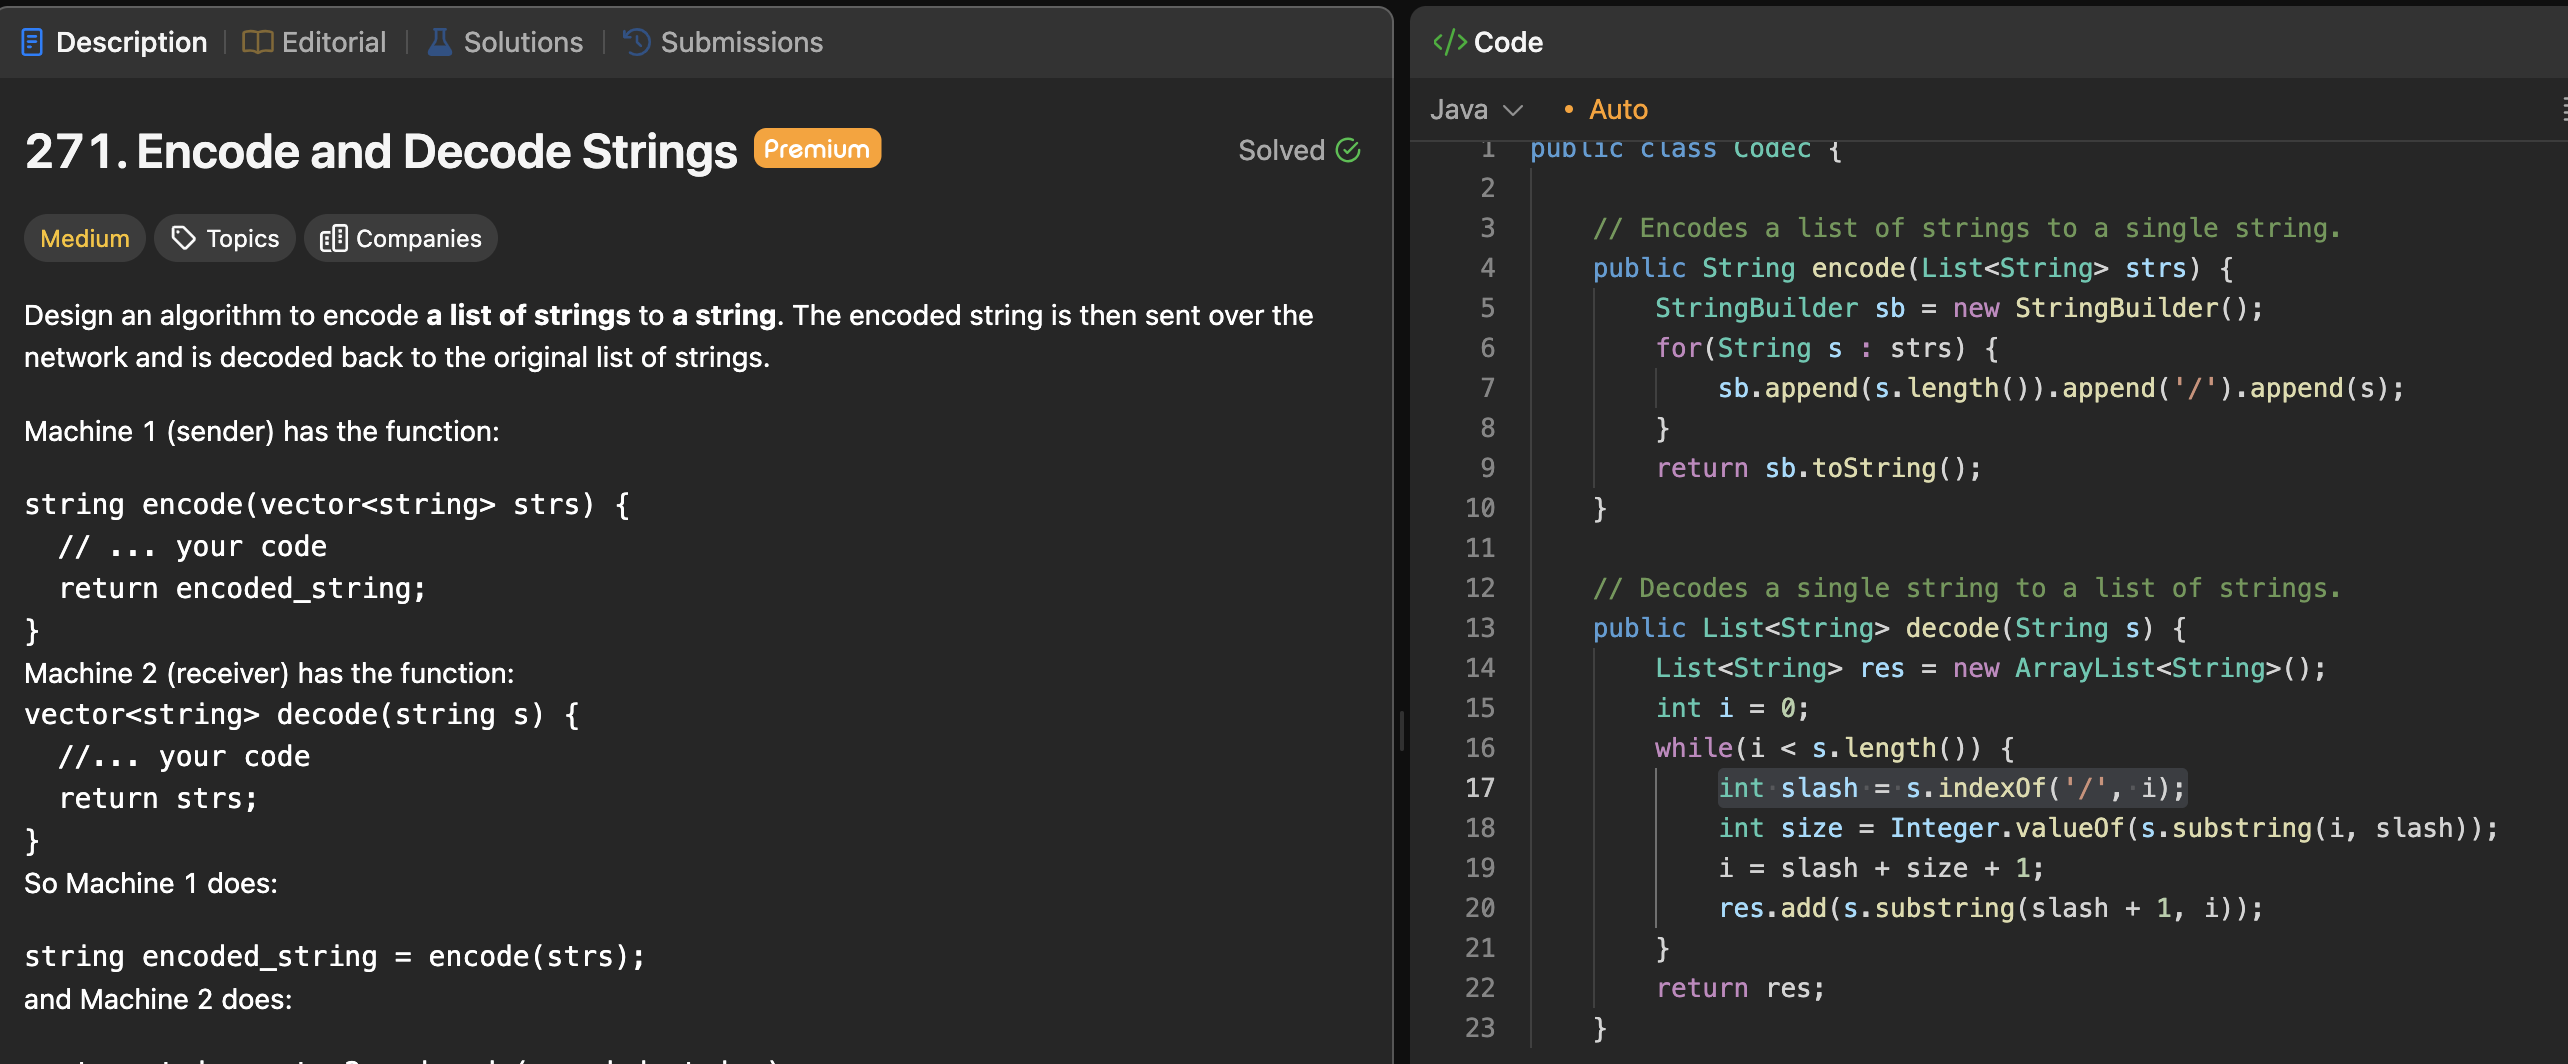 Description
Editorial
Solutions
Submissions
271. Encode and Decode Strings
Premium
Solved
Medium
Topics
Companies
Design an algorithm to encode a list of strings to a string. The encoded string is then sent over the
network and is decoded back to the original list of strings.
Machine 1 (sender) has the function:
string encode(vector<string> strs) {
  // ... your code
  return encoded_string;
}
Machine 2 (receiver) has the function:
vector<string> decode(string s) {
  //... your code
  return strs;
}
So Machine 1 does:
string encoded_string = encode(strs);
and Machine 2 does:
</> Code
Java
• Auto
1 public class Codec {
2
3     // Encodes a list of strings to a single string.
4     public String encode(List<String> strs) {
5         StringBuilder sb = new StringBuilder();
6         for(String s : strs) {
7             sb.append(s.length()).append('/').append(s);
8         }
9         return sb.toString();
10     }
11
12     // Decodes a single string to a list of strings.
13     public List<String> decode(String s) {
14         List<String> res = new ArrayList<String>();
15         int i = 0;
16         while(i < s.length()) {
17             int slash = s.indexOf('/', i);
18             int size = Integer.valueOf(s.substring(i, slash));
19             i = slash + size + 1;
20             res.add(s.substring(slash + 1, i));
21         }
22         return res;
23     }